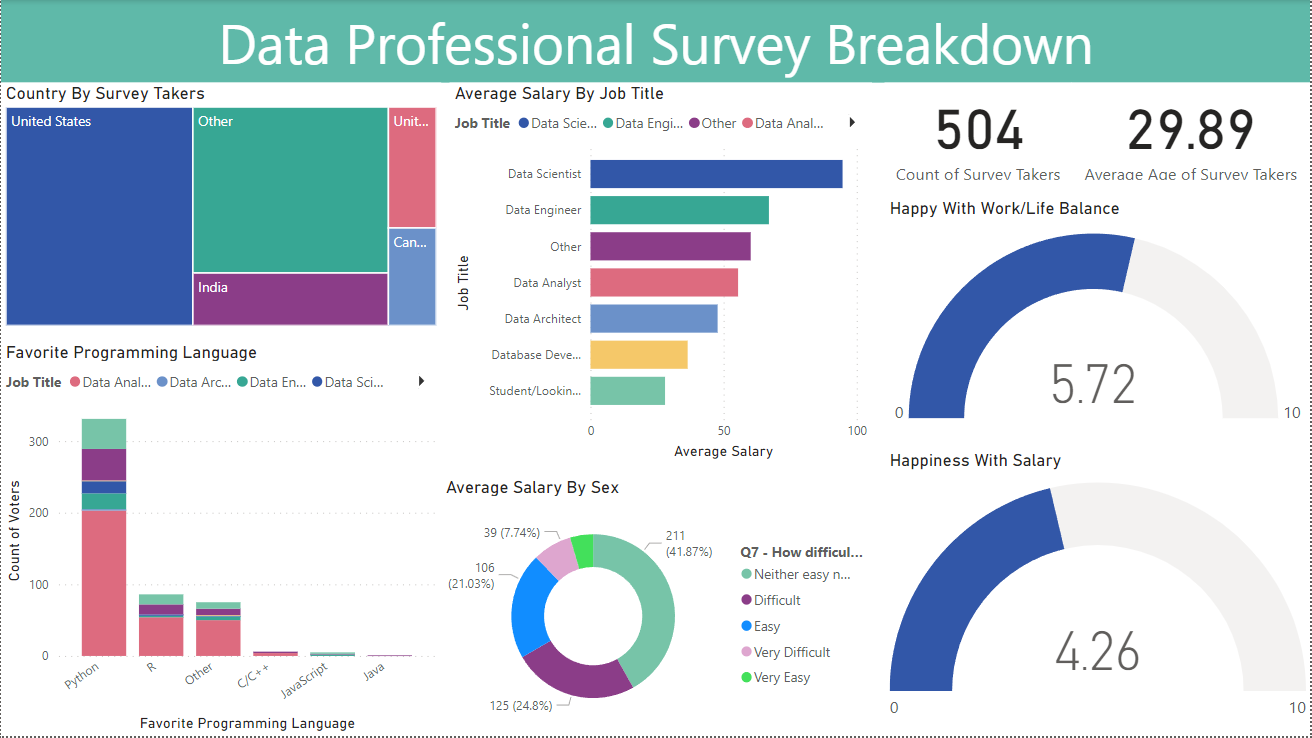 Data Professional Survey Breakdown
Country By Survey Takers
United States
Other
Unit...
India
Can...
Average Salary By Job Title
Job Title Data Scie... Data Engi... Other Data Anal...
Job Title
Data Scientist
Data Engineer
Other
Data Analyst
Data Architect
Database Deve...
Student/Lookin...
0 50 100
Average Salary
504
Count of Survey Takers
29.89
Average Age of Survey Takers
Happy With Work/Life Balance
5.72
0 10
Favorite Programming Language
Job Title Data Anal... Data Arc... Data En... Data Sci...
Count of Voters
300
200
100
0
Python R Other C/C++ JavaScript Java
Favorite Programming Language
Average Salary By Sex
39 (7.74%)
211
(41.87%)
106
(21.03%)
125 (24.8%)
Q7 - How difficul...
Neither easy n...
Difficult
Easy
Very Difficult
Very Easy
Happiness With Salary
4.26
0 10